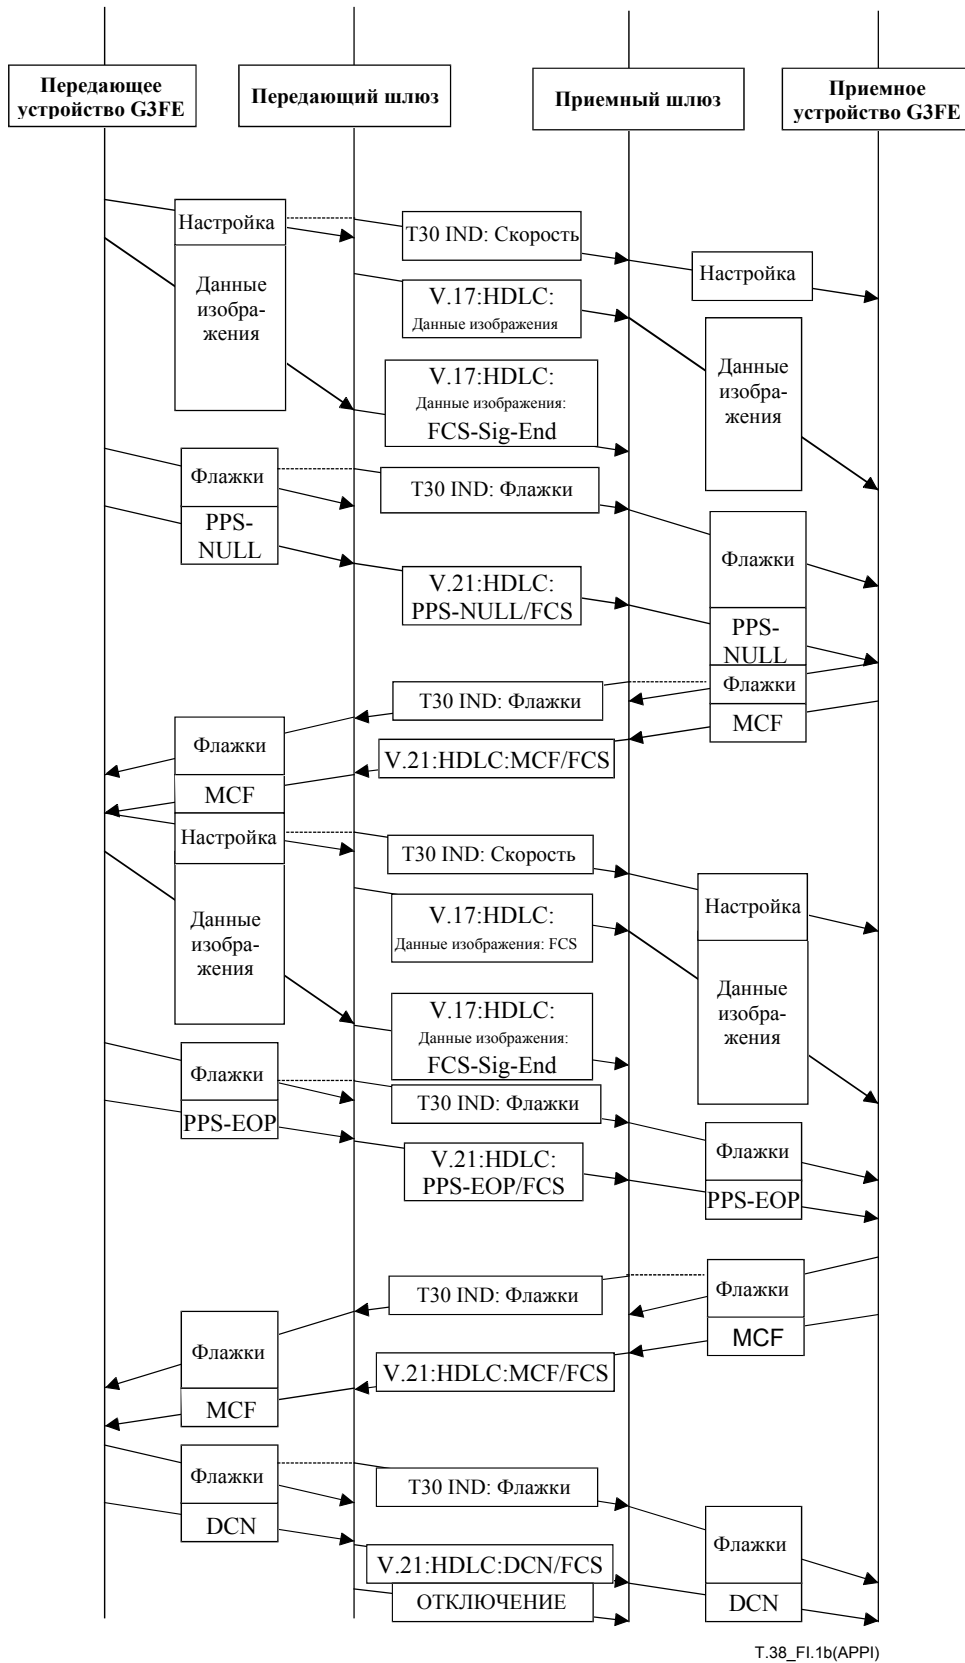 Передающее
устройство G3FE
Передающий шлюз
Приемный шлюз
Приемное
устройство G3FE
Настройка
T30 IND: Скорость
Настройка
Данные
изобра-
жения
V.17:HDLC:
Данные изображения
Данные
изобра-
жения
V.17:HDLC:
Данные изображения:
FCS-Sig-End
Флажки
T30 IND: Флажки
PPS-
NULL
Флажки
V.21:HDLC:
PPS-NULL/FCS
PPS-
NULL
Флажки
T30 IND: Флажки
MCF
Флажки
V.21:HDLC:MCF/FCS
MCF
Настройка
T30 IND: Скорость
Настройка
Данные
изобра-
жения
V.17:HDLC:
Данные изображения: FCS
Данные
изобра-
жения
V.17:HDLC:
Данные изображения:
FCS-Sig-End
Флажки
T30 IND: Флажки
PPS-EOP
Флажки
V.21:HDLC:
PPS-EOP/FCS
PPS-EOP
Флажки
T30 IND: Флажки
MCF
Флажки
V.21:HDLC:MCF/FCS
MCF
Флажки
T30 IND: Флажки
DCN
Флажки
V.21:HDLC:DCN/FCS
ОТКЛЮЧЕНИЕ
DCN
T.38_FI.1b(APPI)